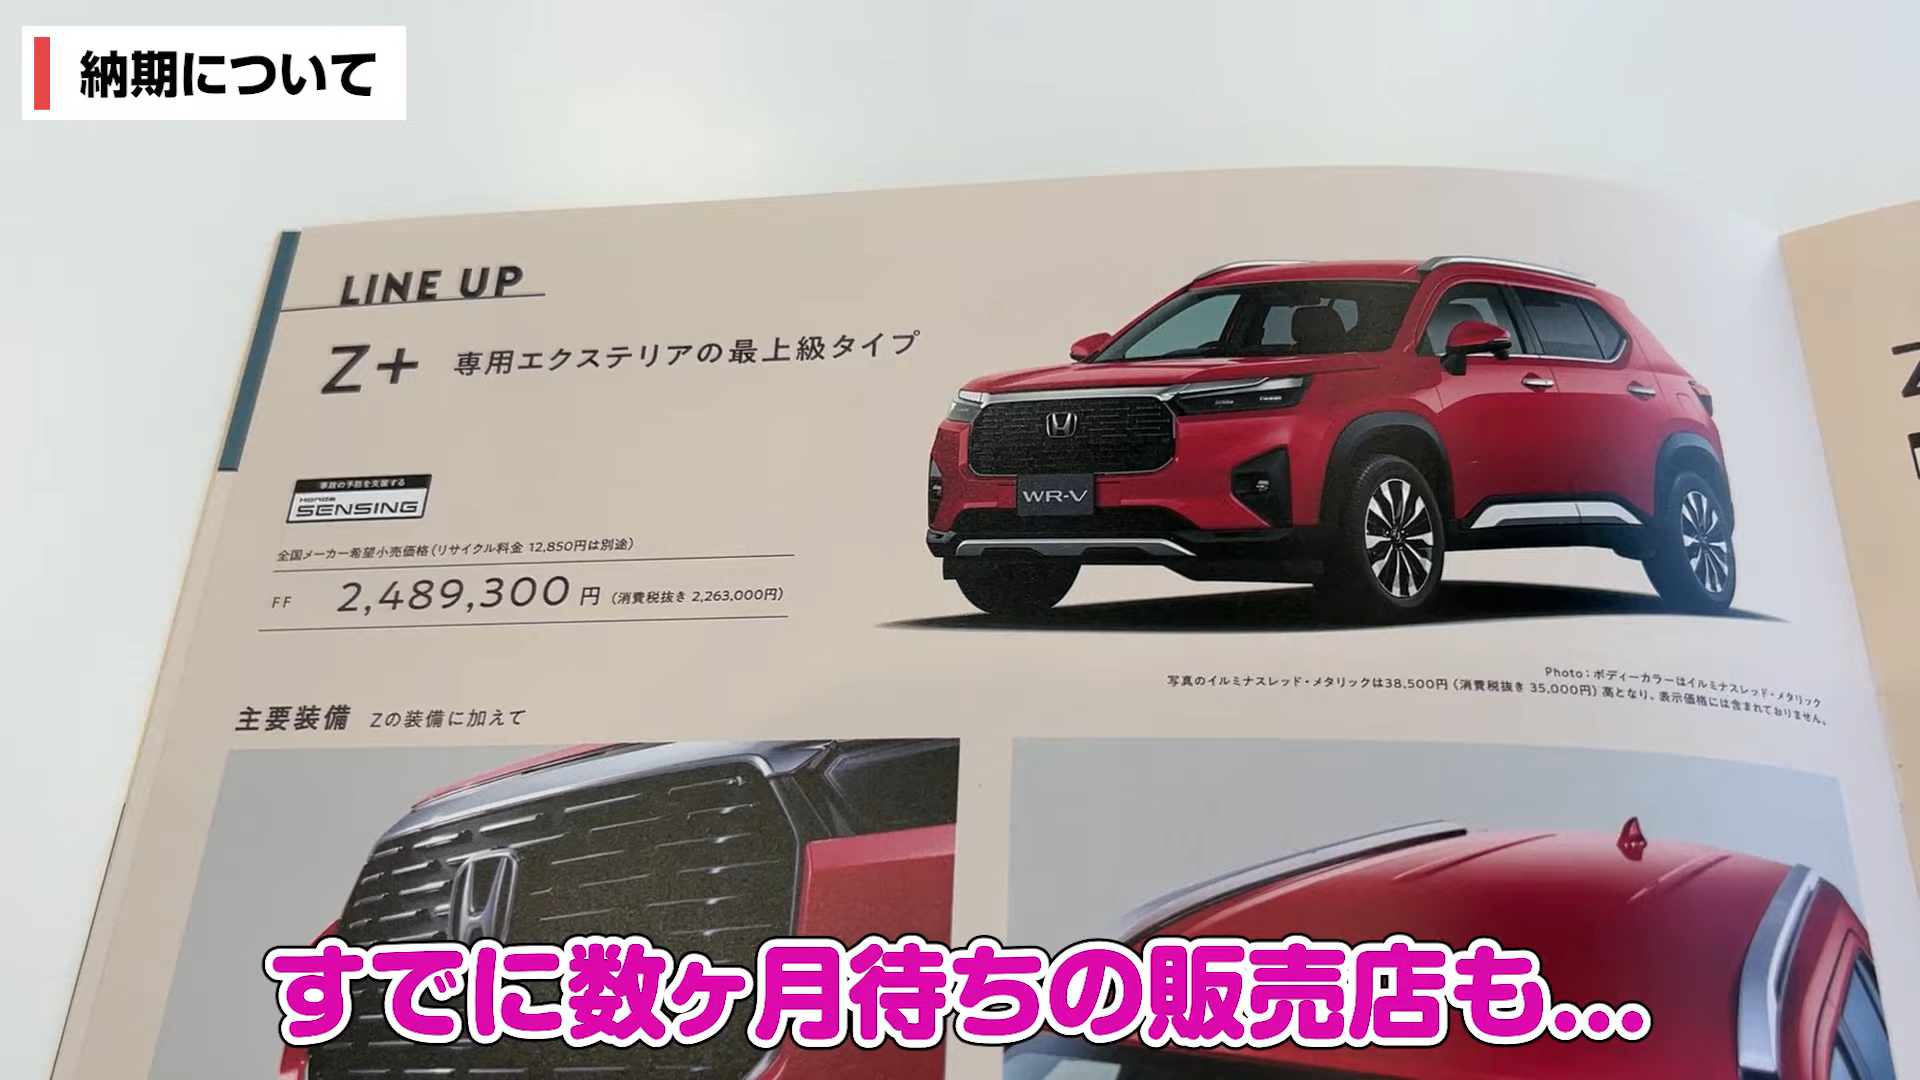 納期について
LINE UP
Z+ 専用エクステリアの最上級タイプ
事故の予防を支援する
Honda
SENSING
全国メーカー希望小売価格(リサイクル料金 12,850円は別途)
FF 2,489,300 円 (消費税抜き 2,263,000円)
WR-V
Photo:ボディーカラーはイルミナスレッド・メタリック
写真のイルミナスレッド・メタリックは38,500円(消費税抜き 35,000円)高となり、表示価格には含まれておりません。
主要装備 Zの装備に加えて
すでに数ヶ月待ちの販売店も...